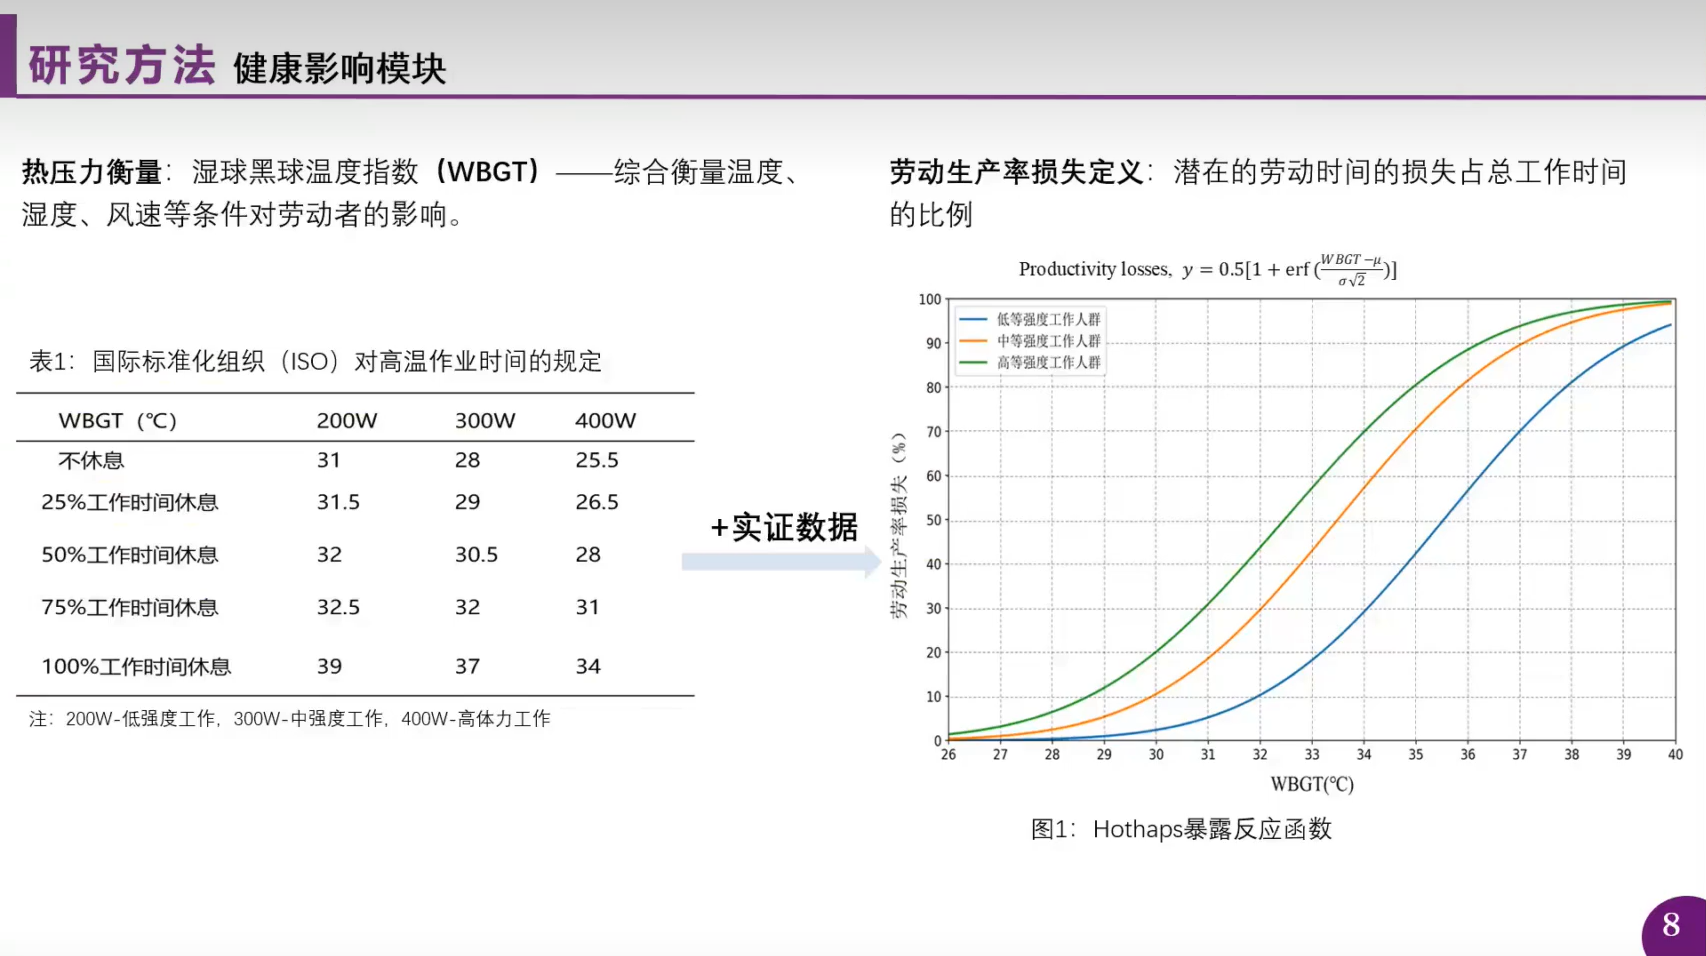 研究方法 健康影响模块
热压力衡量：湿球黑球温度指数（WBGT）——综合衡量温度、
湿度、风速等条件对劳动者的影响。
表1：国际标准化组织（ISO）对高温作业时间的规定
WBGT（℃） 200W 300W 400W
不休息 31 28 25.5
25%工作时间休息 31.5 29 26.5
50%工作时间休息 32 30.5 28
75%工作时间休息 32.5 32 31
100%工作时间休息 39 37 34
注：200W-低强度工作，300W-中强度工作，400W-高体力工作
+实证数据
劳动生产率损失定义：潜在的劳动时间的损失占总工作时间
的比例
Productivity losses, y = 0.5[1 + erf (\frac{WBGT −μ}{σ√2})]
低等强度工作人群
中等强度工作人群
高等强度工作人群
劳动生产率损失（%）
100
90
80
70
60
50
40
30
20
10
0
26 27 28 29 30 31 32 33 34 35 36 37 38 39 40
WBGT(℃)
图1：Hothaps暴露反应函数
8